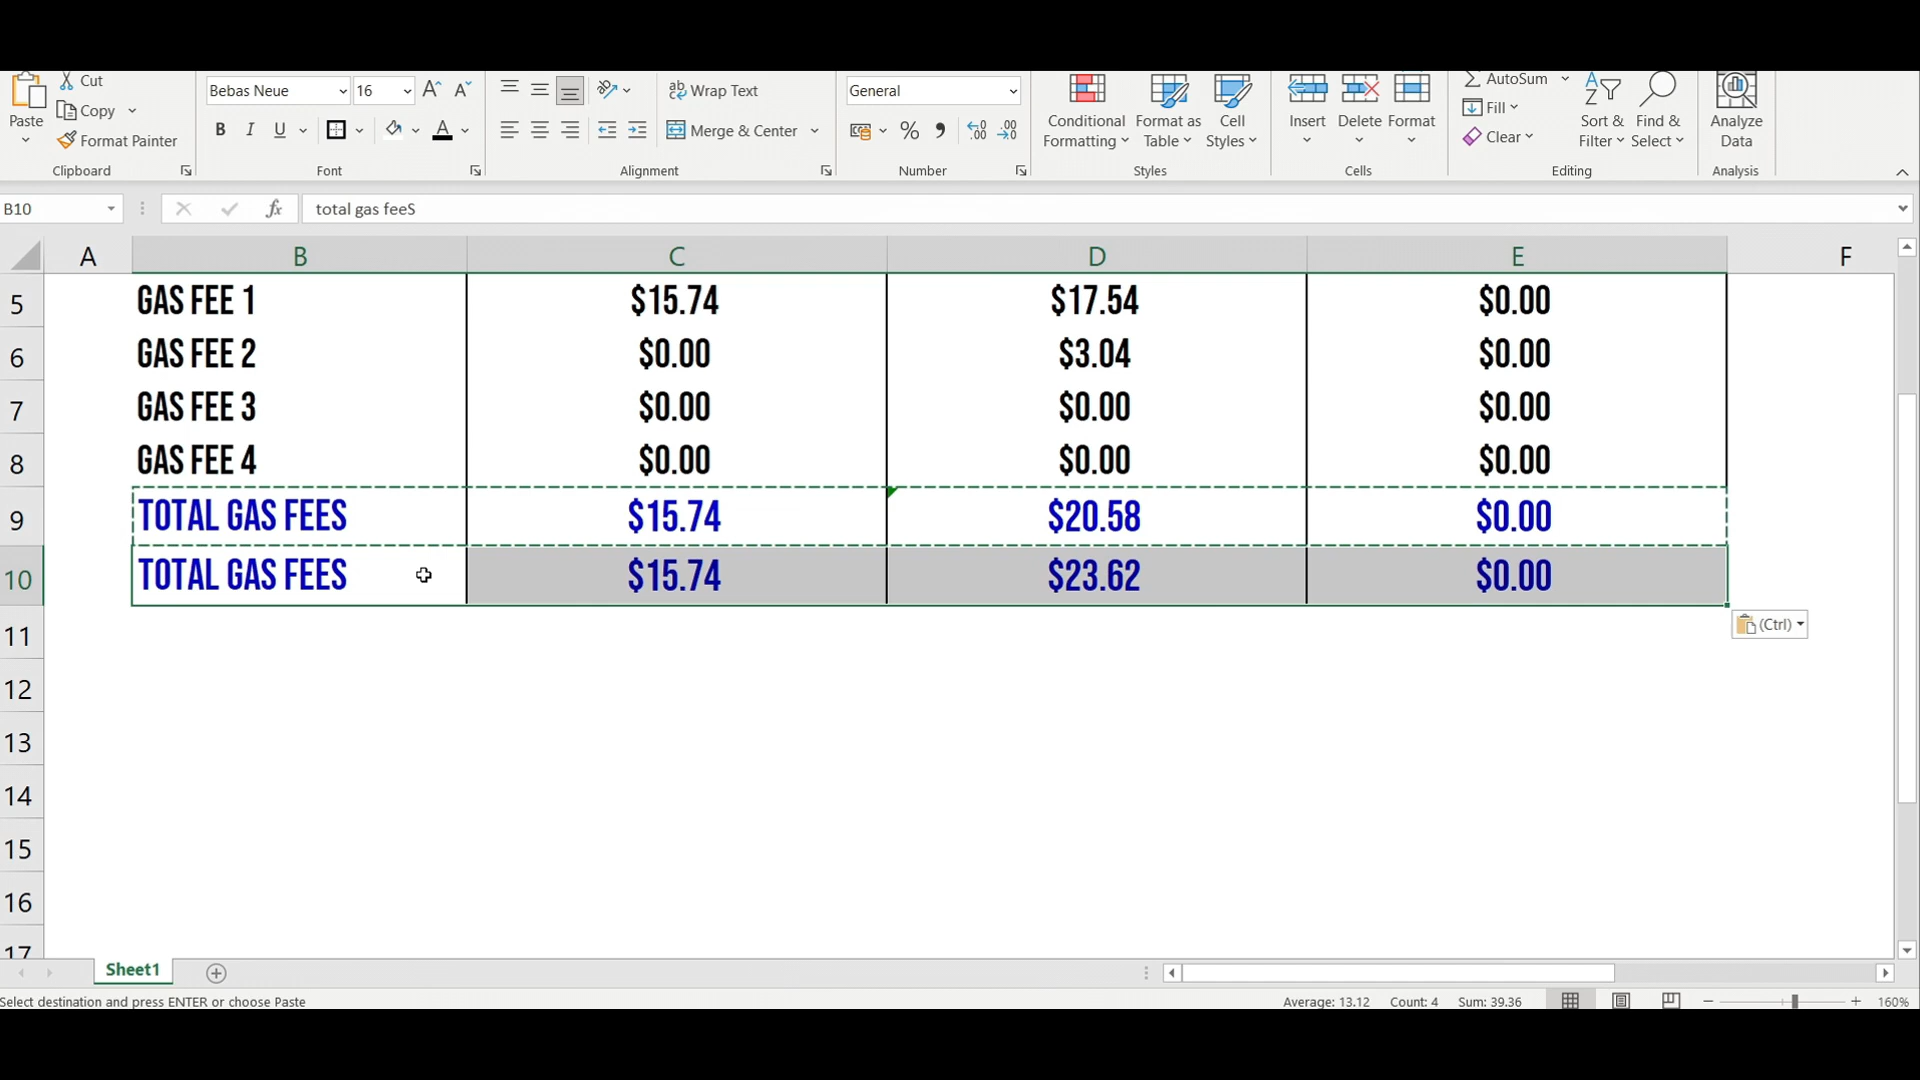 Cut
Bebas Neue 16
Wrap Text
General
AutoSum
Paste
Copy
Format Painter
B I U A
Merge & Center
% ,
Conditional Formatting
Format as Table
Cell Styles
Insert
Delete
Format
Fill
Clear
Sort & Filter
Find & Select
Analyze Data
Clipboard
Font
Alignment
Number
Styles
Cells
Editing
Analysis
B10 fx total gas feeS
A B C D E F
5 GAS FEE 1 $15.74 $17.54 $0.00
6 GAS FEE 2 $0.00 $3.04 $0.00
7 GAS FEE 3 $0.00 $0.00 $0.00
8 GAS FEE 4 $0.00 $0.00 $0.00
9 TOTAL GAS FEES $15.74 $20.58 $0.00
10 TOTAL GAS FEES $15.74 $23.62 $0.00
11 (Ctrl)
12
13
14
15
16
17
Sheet1
Select destination and press ENTER or choose Paste Average: 13.12 Count: 4 Sum: 39.36 160%